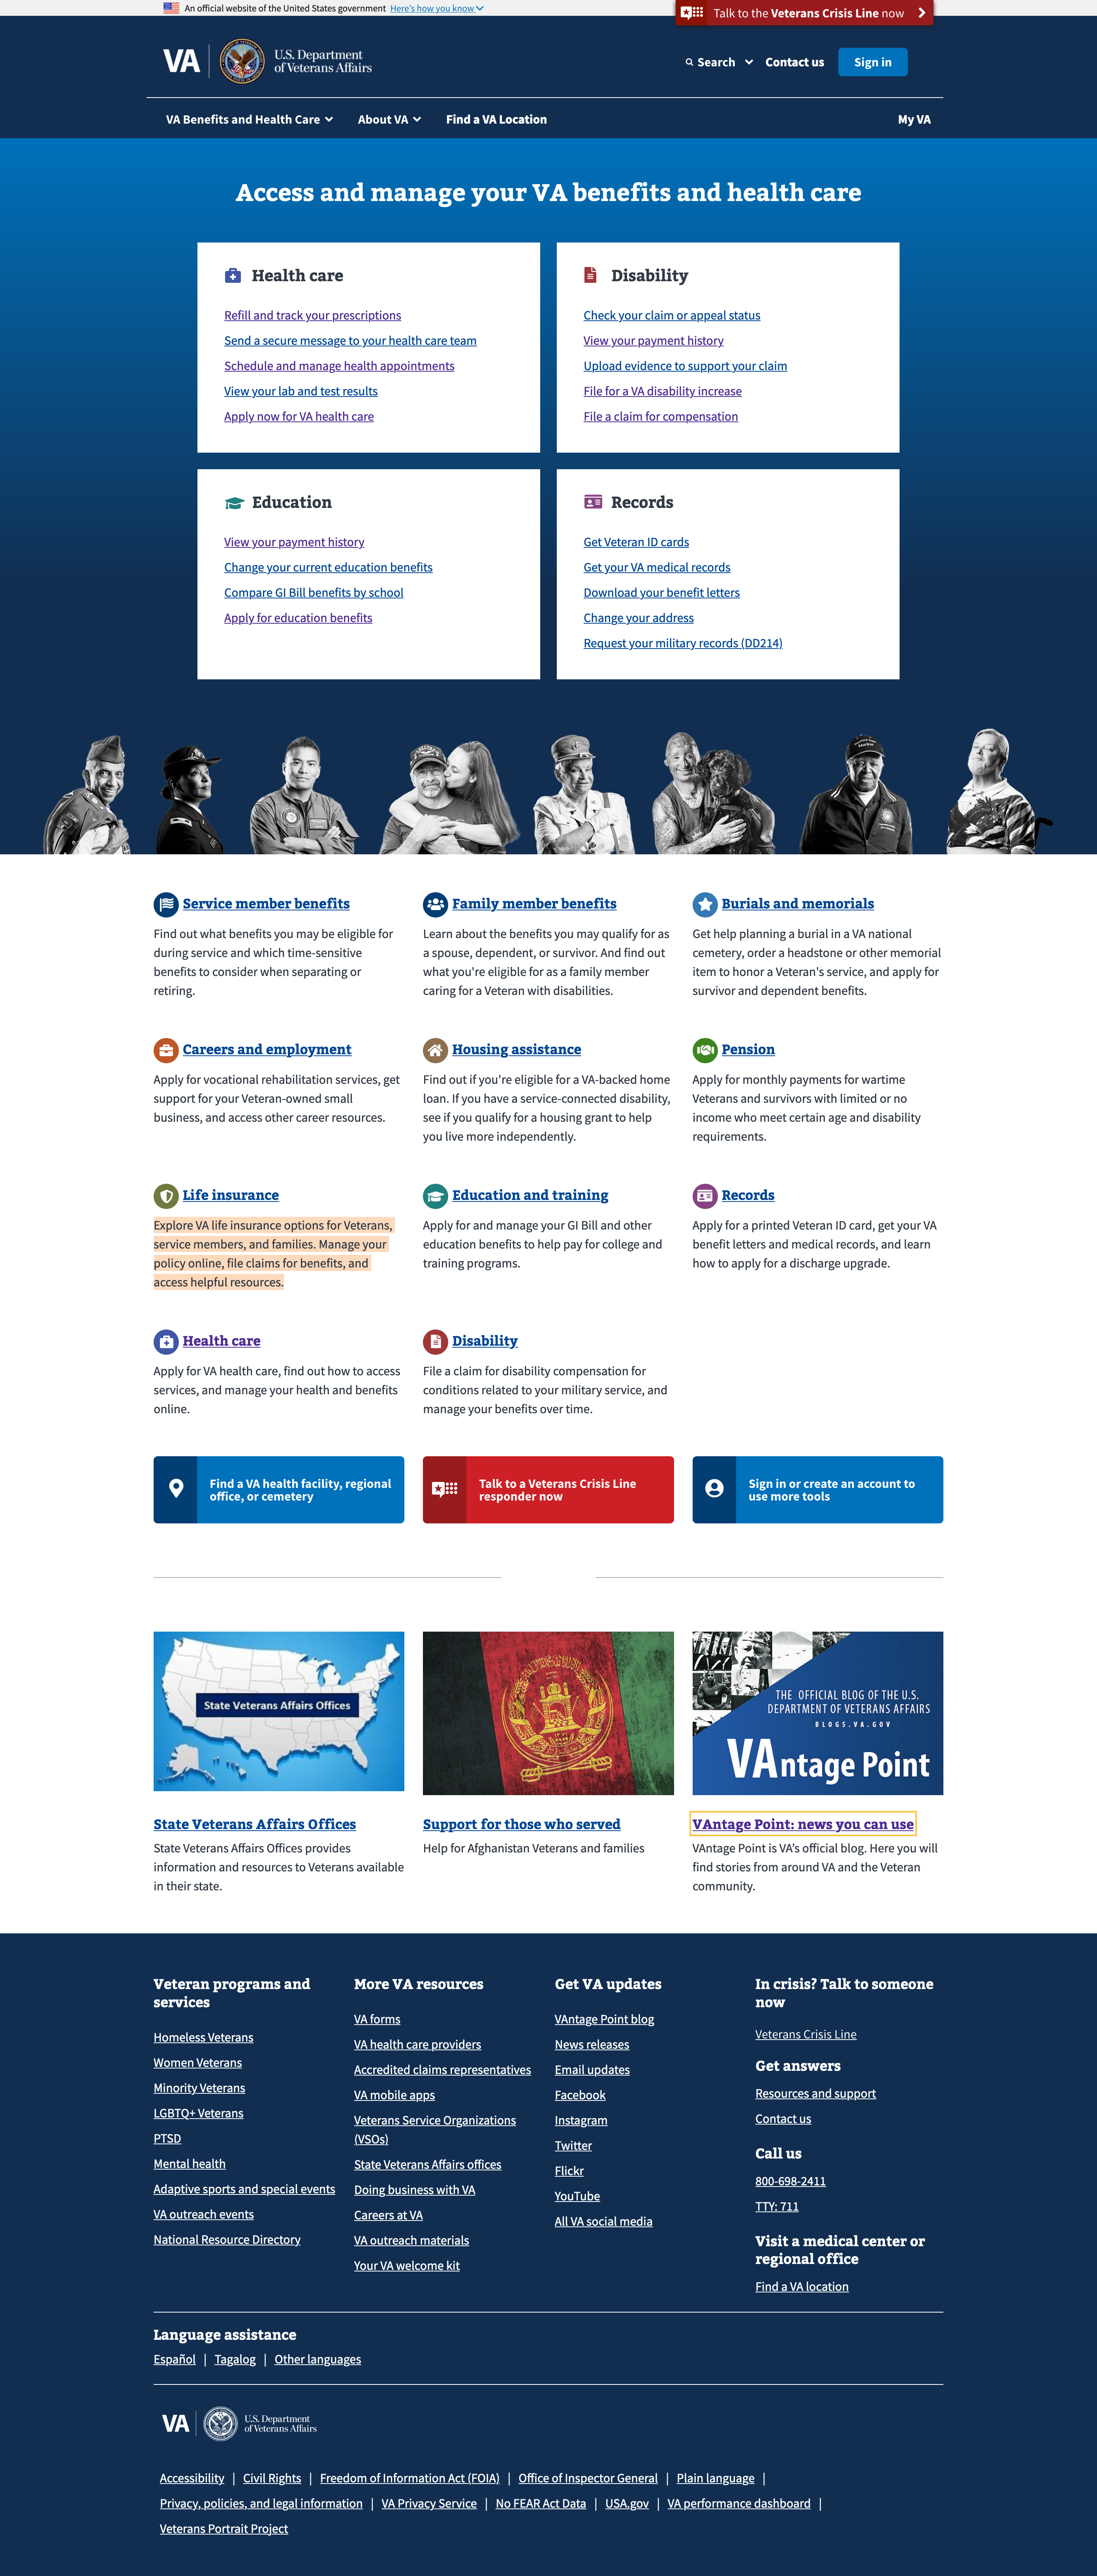 An official website of the United States government Here's how you know
Talk to the Veterans Crisis Line now
VA
U.S. Department
of Veterans Affairs
Search
Contact us
Sign in
VA Benefits and Health Care
About VA
Find a VA Location
My VA
Access and manage your VA benefits and health care
Health care
Refill and track your prescriptions
Send a secure message to your health care team
Schedule and manage health appointments
View your lab and test results
Apply now for VA health care
Disability
Check your claim or appeal status
View your payment history
Upload evidence to support your claim
File for a VA disability increase
File a claim for compensation
Education
View your payment history
Change your current education benefits
Compare GI Bill benefits by school
Apply for education benefits
Records
Get Veteran ID cards
Get your VA medical records
Download your benefit letters
Change your address
Request your military records (DD214)
Service member benefits
Find out what benefits you may be eligible for
during service and which time-sensitive
benefits to consider when separating or
retiring.
Family member benefits
Learn about the benefits you may qualify for as
a spouse, dependent, or survivor. And find out
what you're eligible for as a family member
caring for a Veteran with disabilities.
Burials and memorials
Get help planning a burial in a VA national
cemetery, order a headstone or other memorial
item to honor a Veteran's service, and apply for
survivor and dependent benefits.
Careers and employment
Apply for vocational rehabilitation services, get
support for your Veteran-owned small
business, and access other career resources.
Housing assistance
Find out if you're eligible for a VA-backed home
loan. If you have a service-connected disability,
see if you qualify for a housing grant to help
you live more independently.
Pension
Apply for monthly payments for wartime
Veterans and survivors with limited or no
income who meet certain age and disability
requirements.
Life insurance
Explore VA life insurance options for Veterans,
service members, and families. Manage your
policy online, file claims for benefits, and
access helpful resources.
Education and training
Apply for and manage your GI Bill and other
education benefits to help pay for college and
training programs.
Records
Apply for a printed Veteran ID card, get your VA
benefit letters and medical records, and learn
how to apply for a discharge upgrade.
Health care
Apply for VA health care, find out how to access
services, and manage your health and benefits
online.
Disability
File a claim for disability compensation for
conditions related to your military service, and
manage your benefits over time.
Find a VA health facility, regional
office, or cemetery
Talk to a Veterans Crisis Line
responder now
Sign in or create an account to
use more tools
State Veterans Affairs Offices
THE OFFICIAL BLOG OF THE U.S.
DEPARTMENT OF VETERANS AFFAIRS
BLOGS.VA.GOV
VAntage Point
State Veterans Affairs Offices
State Veterans Affairs Offices provides
information and resources to Veterans available
in their state.
Support for those who served
Help for Afghanistan Veterans and families
VAntage Point: news you can use
VAntage Point is VA's official blog. Here you will
find stories from around VA and the Veteran
community.
Veteran programs and
services
Homeless Veterans
Women Veterans
Minority Veterans
LGBTQ+ Veterans
PTSD
Mental health
Adaptive sports and special events
VA outreach events
National Resource Directory
More VA resources
VA forms
VA health care providers
Accredited claims representatives
VA mobile apps
Veterans Service Organizations
(VSOs)
State Veterans Affairs offices
Doing business with VA
Careers at VA
VA outreach materials
Your VA welcome kit
Get VA updates
VAntage Point blog
News releases
Email updates
Facebook
Instagram
Twitter
Flickr
YouTube
All VA social media
In crisis? Talk to someone
now
Veterans Crisis Line
Get answers
Resources and support
Contact us
Call us
800-698-2411
TTY: 711
Visit a medical center or
regional office
Find a VA location
Language assistance
Español | Tagalog | Other languages
VA
U.S. Department
of Veterans Affairs
Accessibility | Civil Rights | Freedom of Information Act (FOIA) | Office of Inspector General | Plain language |
Privacy, policies, and legal information | VA Privacy Service | No FEAR Act Data | USA.gov | VA performance dashboard |
Veterans Portrait Project